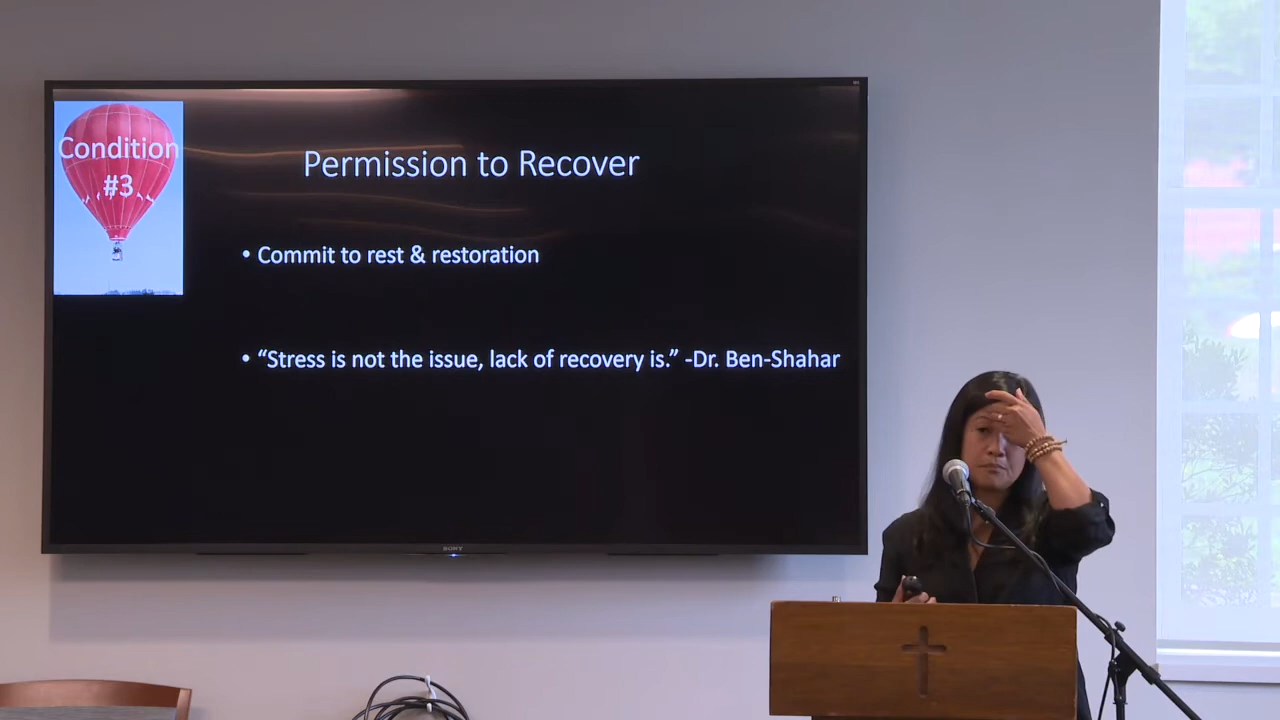 Condition
#3
Permission to Recover
• Commit to rest & restoration
• “Stress is not the issue, lack of recovery is.” -Dr. Ben-Shahar
SONY